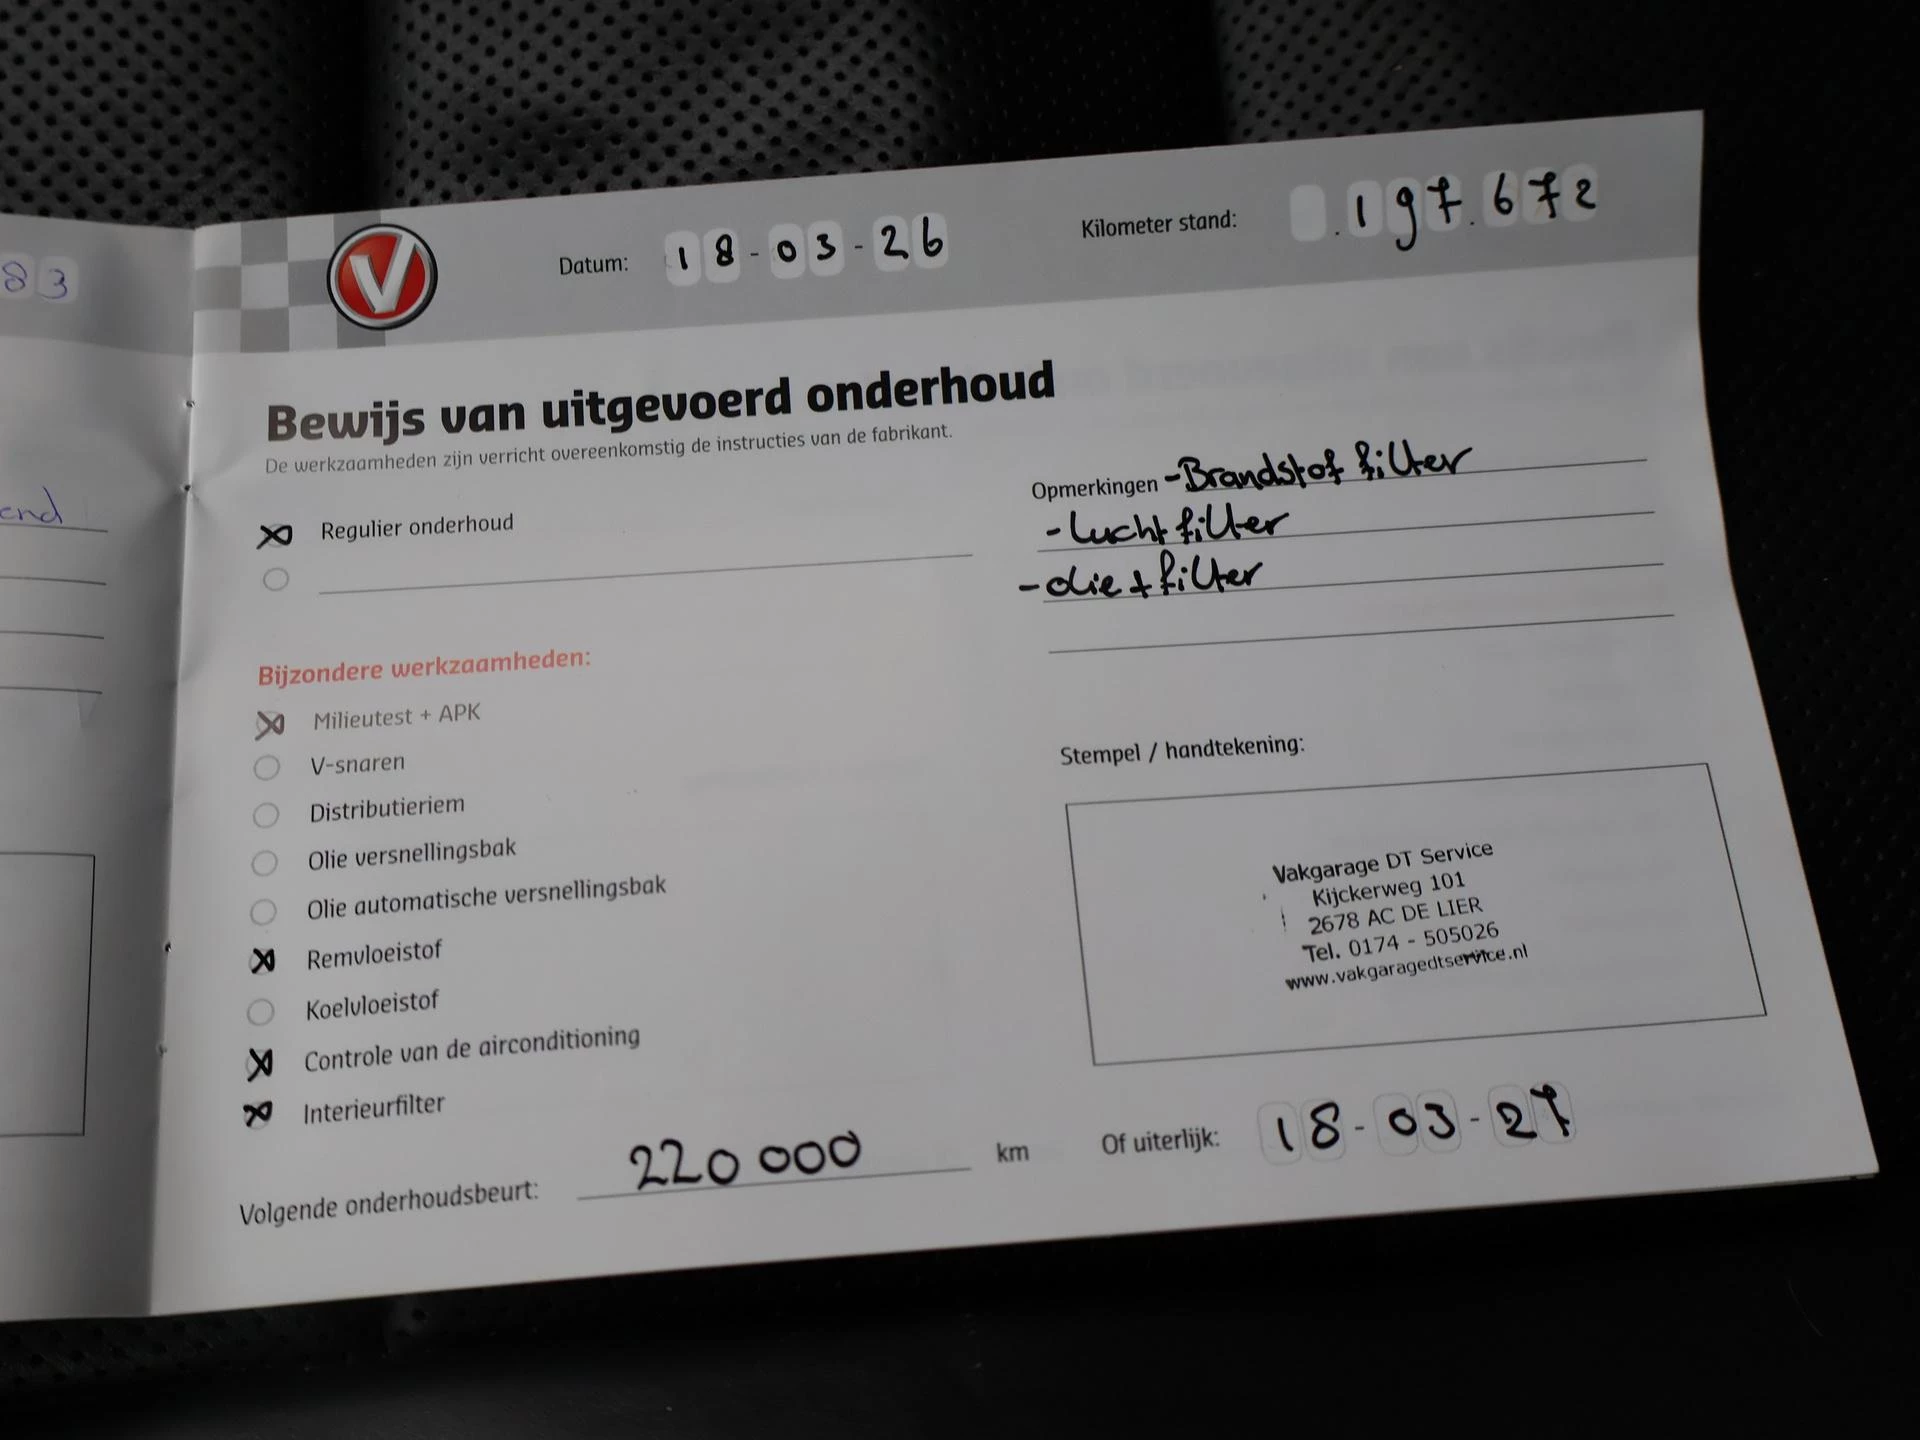 83
end
V
Datum: 18-03-26
Kilometer stand: . 197.672
Bewijs van uitgevoerd onderhoud
De werkzaamheden zijn verricht overeenkomstig de instructies van de fabrikant.
Regulier onderhoud
Bijzondere werkzaamheden:
Milieutest + APK
V-snaren
Distributieriem
Olie versnellingsbak
Olie automatische versnellingsbak
Remvloeistof
Koelvloeistof
Controle van de airconditioning
Interieurfilter
Opmerkingen -Brandstof filter
-lucht filter
-olie + filter
Stempel / handtekening:
Vakgarage DT Service
Kijckerweg 101
2678 AC DE LIER
Tel. 0174 - 505026
www.vakgaragedtservice.nl
Volgende onderhoudsbeurt: 220 000 km
Of uiterlijk: 18-03-27